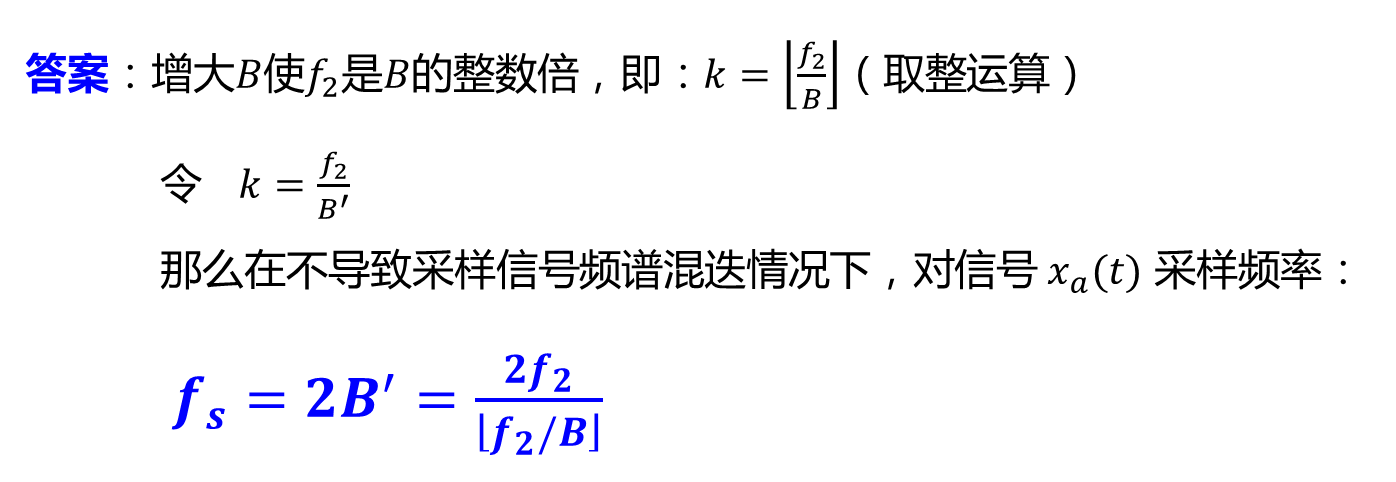 答案：增大B使f₂是B的整数倍，即：k = ⌊f₂/B⌋（取整运算）
令 k = f₂/B′
那么在不导致采样信号频谱混迭情况下，对信号 xₐ(t) 采样频率：
fₛ = 2B′ = 2f₂/⌊f₂/B⌋